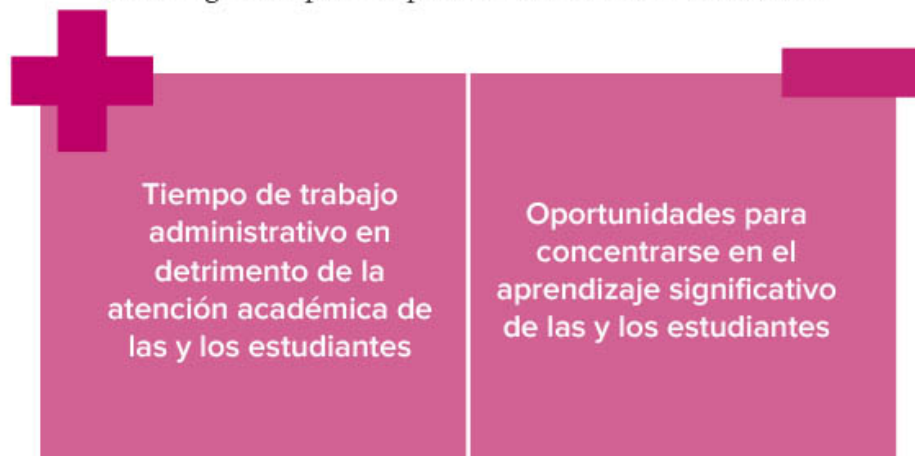 Tiempo de trabajo
administrativo en
detrimento de la
atención académica de
las y los estudiantes
Oportunidades para
concentrarse en el
aprendizaje significativo
de las y los estudiantes